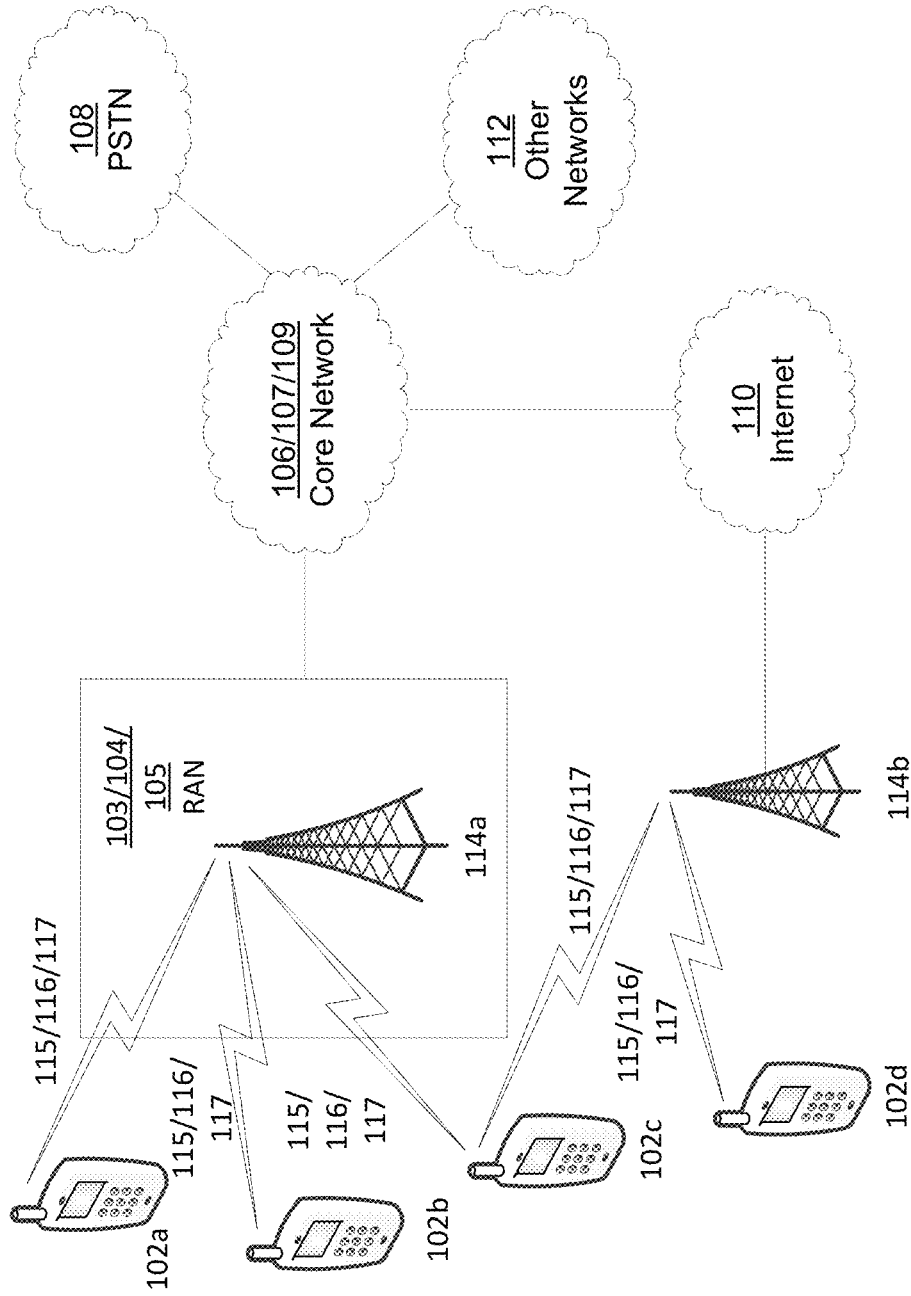 102a
115/116/117
103/104/
105
RAN
106/107/109
Core Network
108
PSTN
102b
115/116/
117
115/
116/
117
114a
112
Other
Networks
102c
115/116/117
102d
115/116/
117
114b
110
Internet